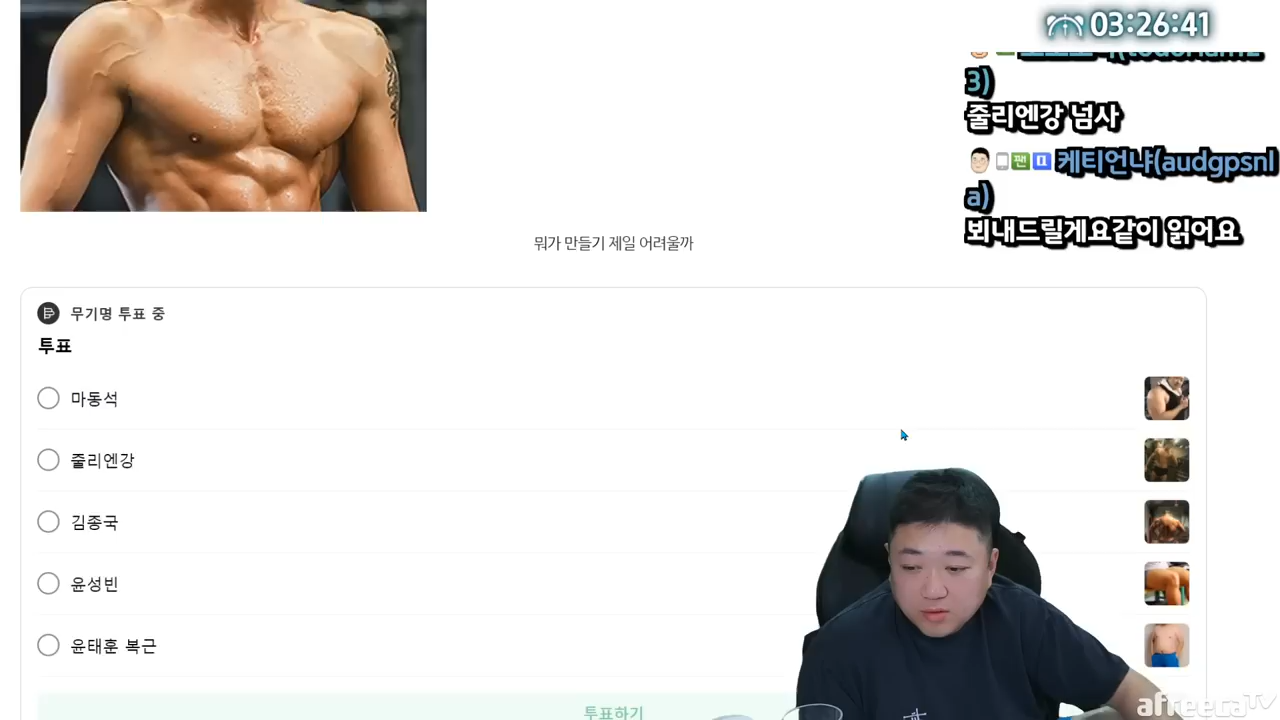 03:26:41
3)
줄리엔강 넘사
팬
케티언냐(audgpsnl
a)
뵈내드릴게요같이 읽어요
뭐가 만들기 제일 어려울까
무기명 투표 중
투표
마동석
줄리엔강
김종국
윤성빈
윤태훈 복근
투표하기
afreecaTV